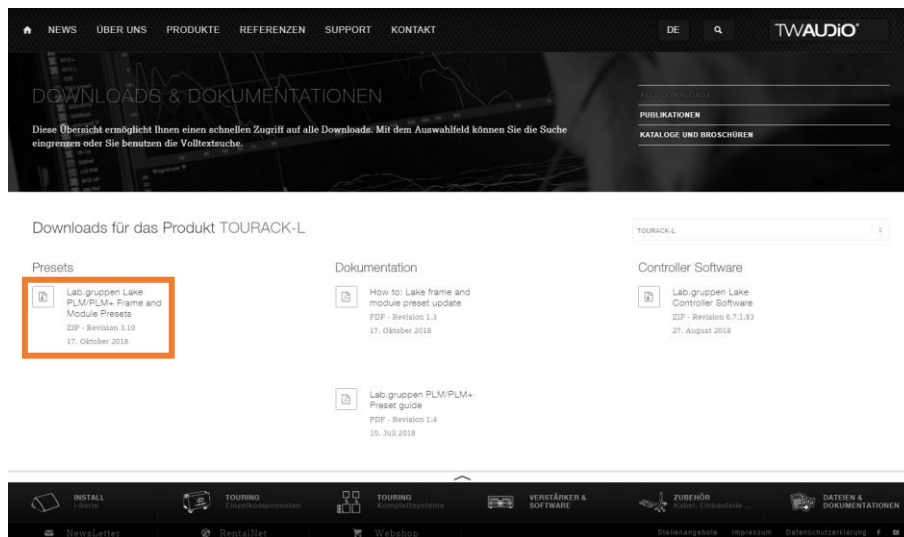 NEWS ÜBER UNS PRODUKTE REFERENZEN SUPPORT KONTAKT DE TWAUDiO®
DOWNLOADS & DOKUMENTATIONEN
Diese Übersicht ermöglicht Ihnen einen schnellen Zugriff auf alle Downloads. Mit dem Auswahlfeld können Sie die Suche
eingrenzen oder Sie benutzen die Volltextsuche.
ALLE DOWNLOADS
PUBLIKATIONEN
KATALOGE UND BROSCHÜREN
Downloads für das Produkt TOURACK-L
TOURACK-L
Presets
Lab.gruppen Lake
PLM/PLM+ Frame and
Module Presets
ZIP - Revision 3.10
17. Oktober 2018
Dokumentation
How to: Lake frame and
module preset update
PDF - Revision 1.3
17. Oktober 2018
Lab.gruppen PLM/PLM+
Preset guide
PDF - Revision 1.4
10. Juli 2018
Controller Software
Lab.gruppen Lake
Controller Software
ZIP - Revision 6.7.1.83
27. August 2018
INSTALL
i-Serie
TOURING
Einzelkomponenten
TOURING
Komplettsysteme
VERSTÄRKER &
SOFTWARE
ZUBEHÖR
Kabel, Einbauteile ...
DATEIEN &
DOKUMENTATIONEN
NewsLetter RentalNet Webshop Stellenangebote Impressum Datenschutzerklärung